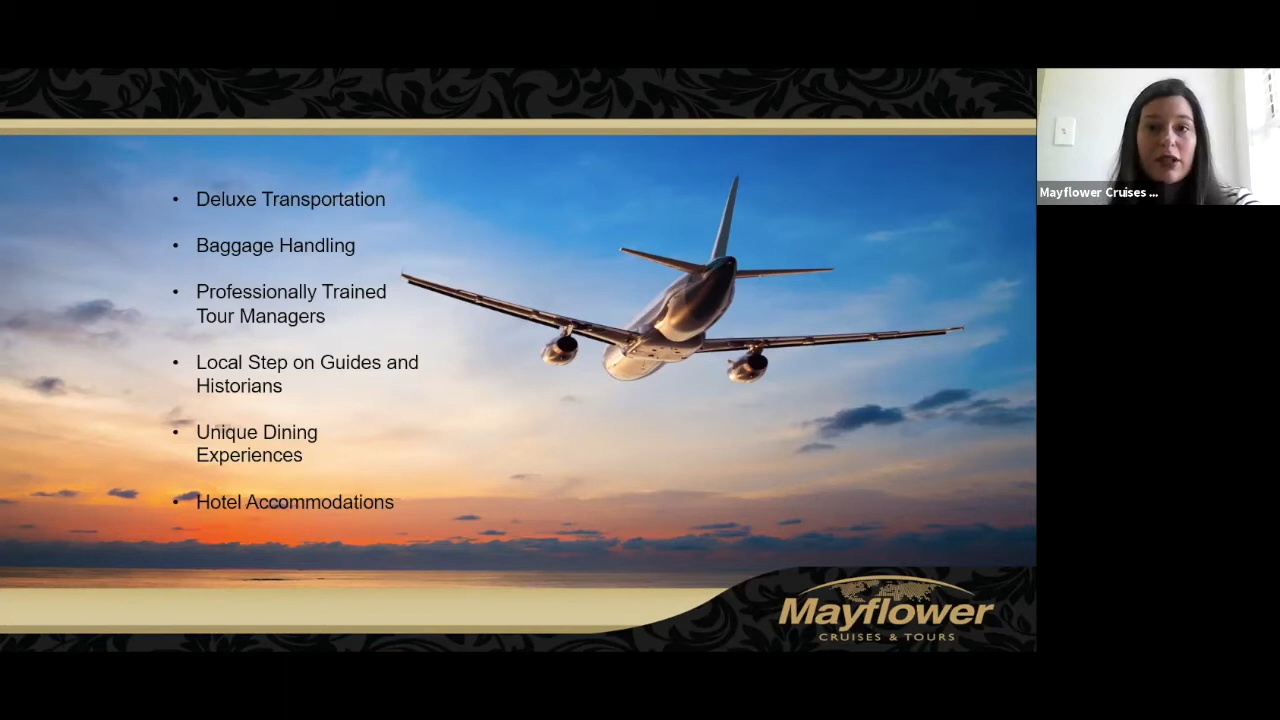 • Deluxe Transportation
• Baggage Handling
• Professionally Trained
Tour Managers
• Local Step on Guides and
Historians
• Unique Dining
Experiences
• Hotel Accommodations
Mayflower Cruises ...
Mayflower
CRUISES & TOURS